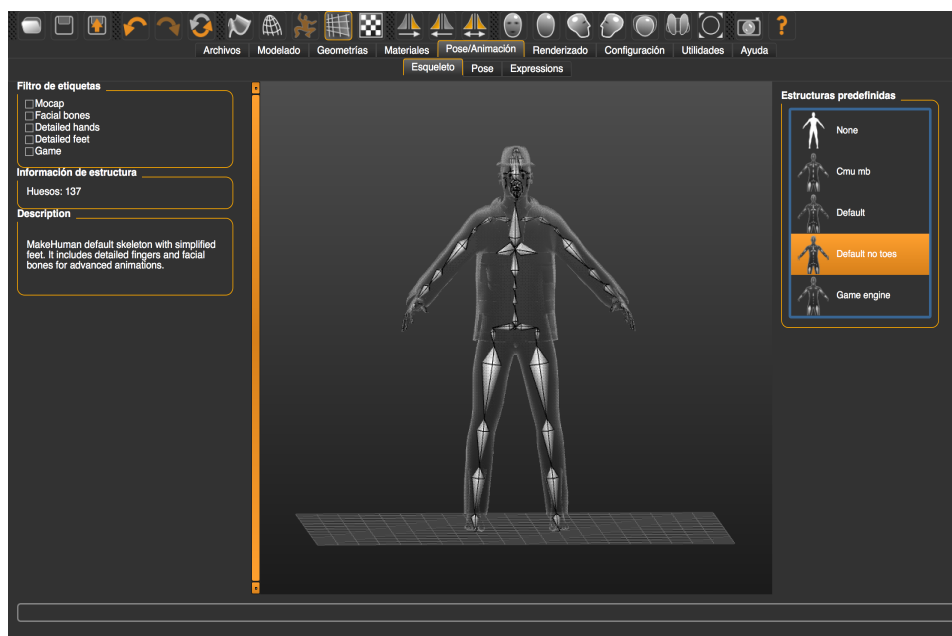 Archivos Modelado Geometrías Materiales Pose/Animación Renderizado Configuración Utilidades Ayuda
Esqueleto Pose Expressions
Filtro de etiquetas
Mocap
Facial bones
Detailed hands
Detailed feet
Game
Información de estructura
Huesos: 137
Description
MakeHuman default skeleton with simplified
feet. It includes detailed fingers and facial
bones for advanced animations.
Estructuras predefinidas
None
Cmu mb
Default
Default no toes
Game engine